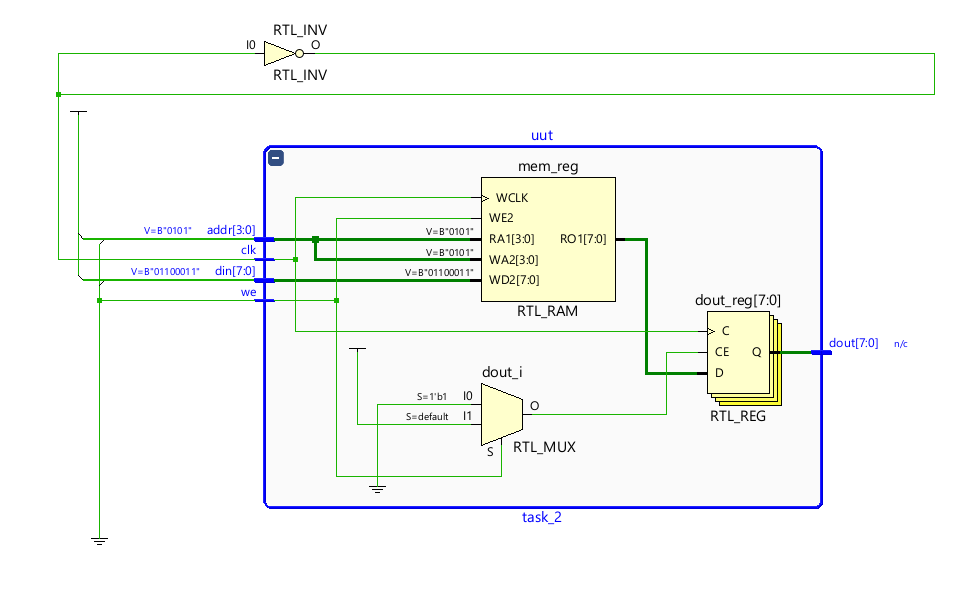 RTL_INV
I0
O
RTL_INV
uut
mem_reg
WCLK
WE2
V=B"0101" addr[3:0]
V=B"0101" RA1[3:0]
RO1[7:0]
clk
V=B"0101" WA2[3:0]
V=B"01100011" din[7:0]
V=B"01100011" WD2[7:0]
we
RTL_RAM
dout_reg[7:0]
C
CE
Q
D
dout[7:0] n/c
RTL_REG
dout_i
S=1'b1 I0
S=default I1
O
S
RTL_MUX
task_2